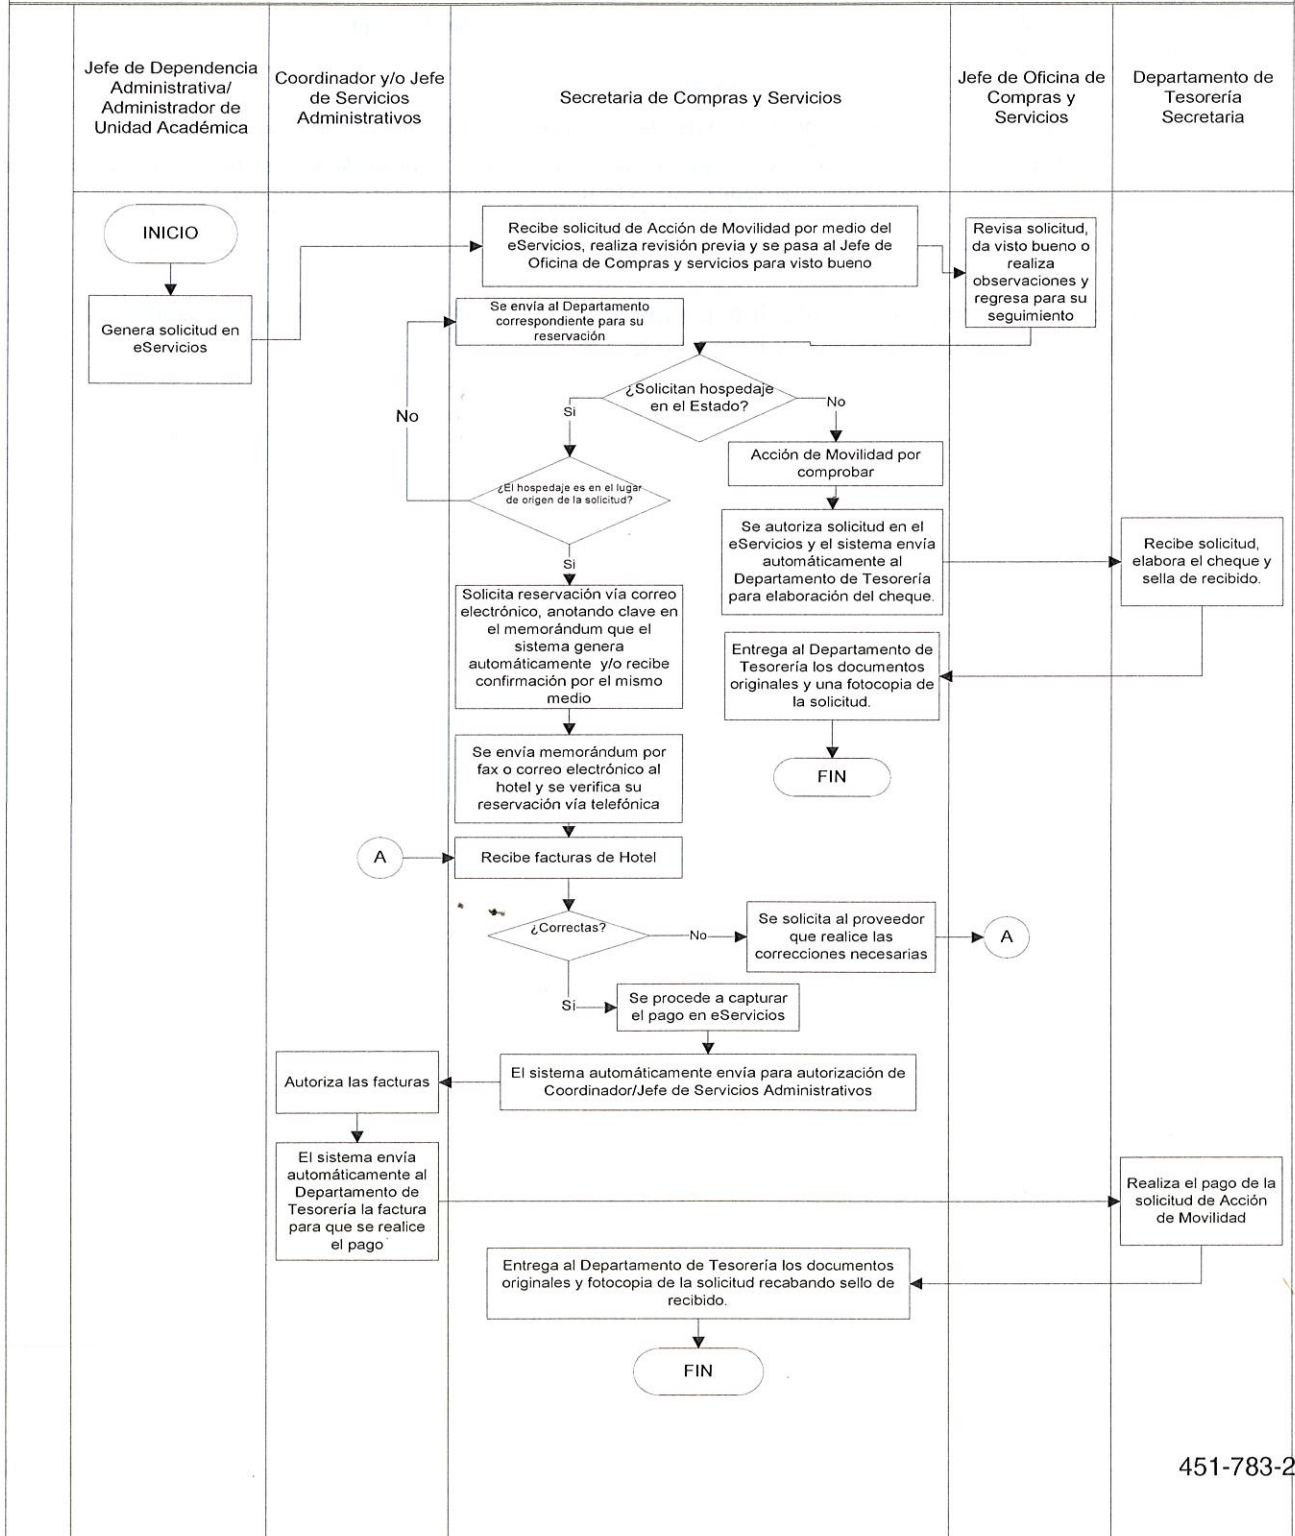 Jefe de Dependencia
Administrativa/
Administrador de
Unidad Académica
Coordinador y/o Jefe
de Servicios
Administrativos
Secretaria de Compras y Servicios
Jefe de Oficina de
Compras y
Servicios
Departamento de
Tesorería
Secretaria
INICIO
Recibe solicitud de Acción de Movilidad por medio del
eServicios, realiza revisión previa y se pasa al Jefe de
Oficina de Compras y servicios para visto bueno
Revisa solicitud,
da visto bueno o
realiza
observaciones y
regresa para su
seguimiento
Genera solicitud en
eServicios
Se envía al Departamento
correspondiente para su
reservación
¿Solicitan hospedaje
en el Estado?
Si
No
No
Acción de Movilidad por
comprobar
¿El hospedaje es en el lugar
de origen de la solicitud?
Se autoriza solicitud en el
eServicios y el sistema envía
automáticamente al
Departamento de Tesorería
para elaboración del cheque.
Recibe solicitud,
elabora el cheque y
sella de recibido.
Si
Solicita reservación vía correo
electrónico, anotando clave en
el memorándum que el
sistema genera
automáticamente y/o recibe
confirmación por el mismo
medio
Entrega al Departamento de
Tesorería los documentos
originales y una fotocopia de
la solicitud.
Se envía memorándum por
fax o correo electrónico al
hotel y se verifica su
reservación vía telefónica
FIN
A
Recibe facturas de Hotel
¿Correctas?
No
Se solicita al proveedor
que realice las
correcciones necesarias
A
Sí
Se procede a capturar
el pago en eServicios
Autoriza las facturas
El sistema automáticamente envía para autorización de
Coordinador/Jefe de Servicios Administrativos
El sistema envía
automáticamente al
Departamento de
Tesorería la factura
para que se realice
el pago
Realiza el pago de la
solicitud de Acción
de Movilidad
Entrega al Departamento de Tesorería los documentos
originales y fotocopia de la solicitud recabando sello de
recibido.
FIN
451-783-2